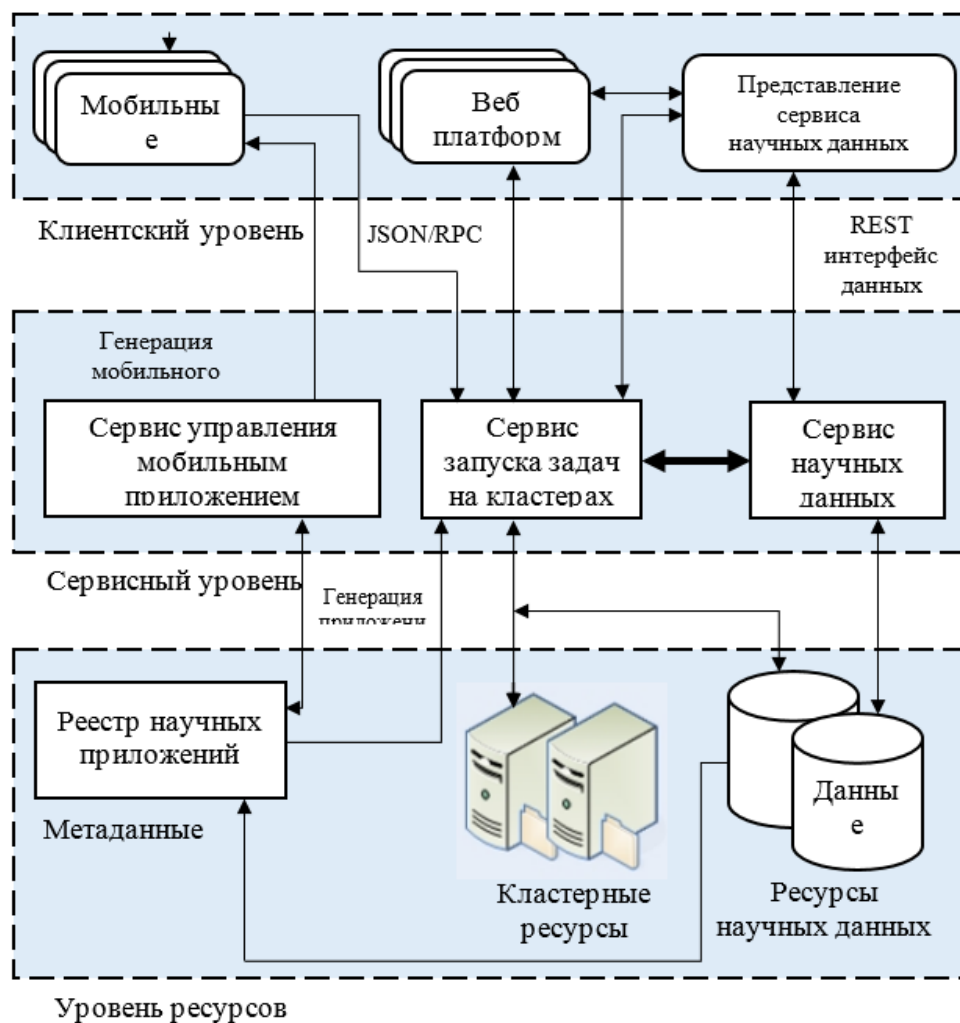 Мобильны
е
Веб
платформ
Представление
сервиса
научных данных
Клиентский уровень
JSON/RPC
REST
интерфейс
данных
Генерация
мобильного
Сервис управления
мобильным
приложением
Сервис
запуска задач
на кластерах
Сервис
научных
данных
Сервисный уровень
Генерация
приложени
Реестр научных
приложений
Метаданные
Данны
е
Кластерные
ресурсы
Ресурсы
научных данных
Уровень ресурсов